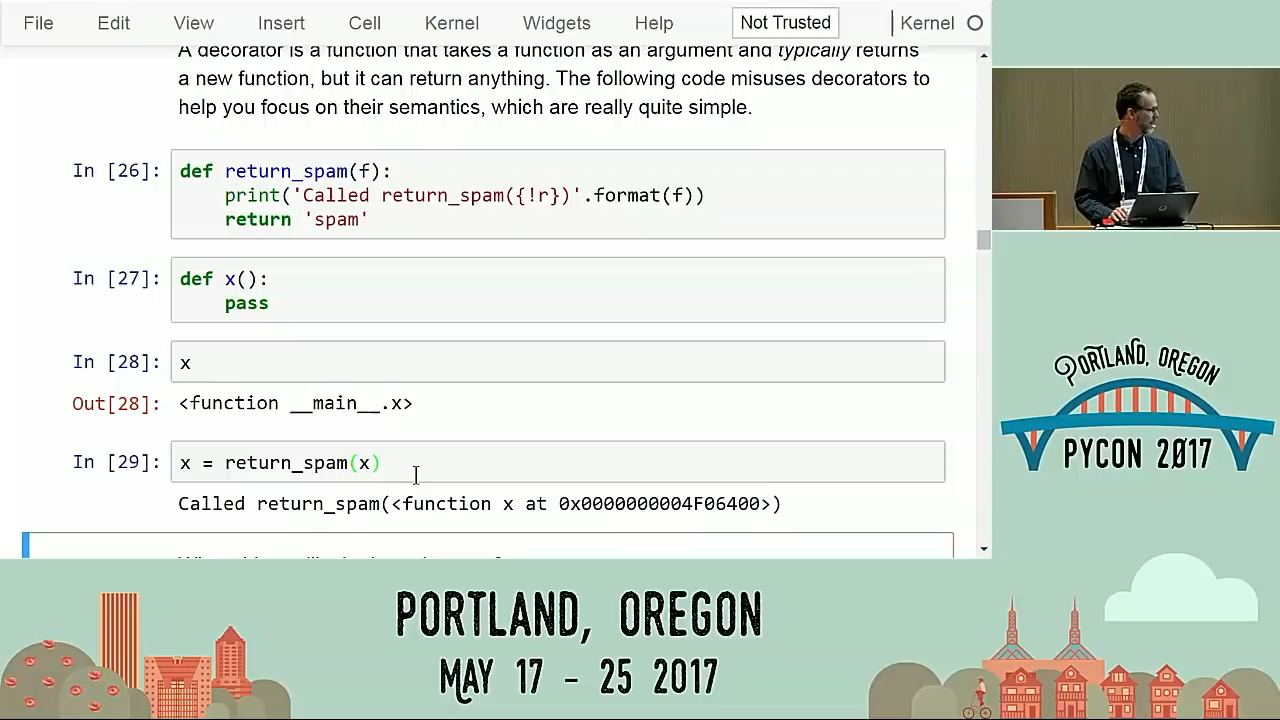 File Edit View Insert Cell Kernel Widgets Help Not Trusted Kernel
A decorator is a function that takes a function as an argument and typically returns
a new function, but it can return anything. The following code misuses decorators to
help you focus on their semantics, which are really quite simple.
In [26]: def return_spam(f):
print('Called return_spam({!r})'.format(f))
return 'spam'
In [27]: def x():
pass
In [28]: x
Out[28]: <function __main__.x>
In [29]: x = return_spam(x)
Called return_spam(<function x at 0x0000000004F06400>)
PORTLAND, OREGON
PYCON 2017
PORTLAND, OREGON
MAY 17 - 25 2017